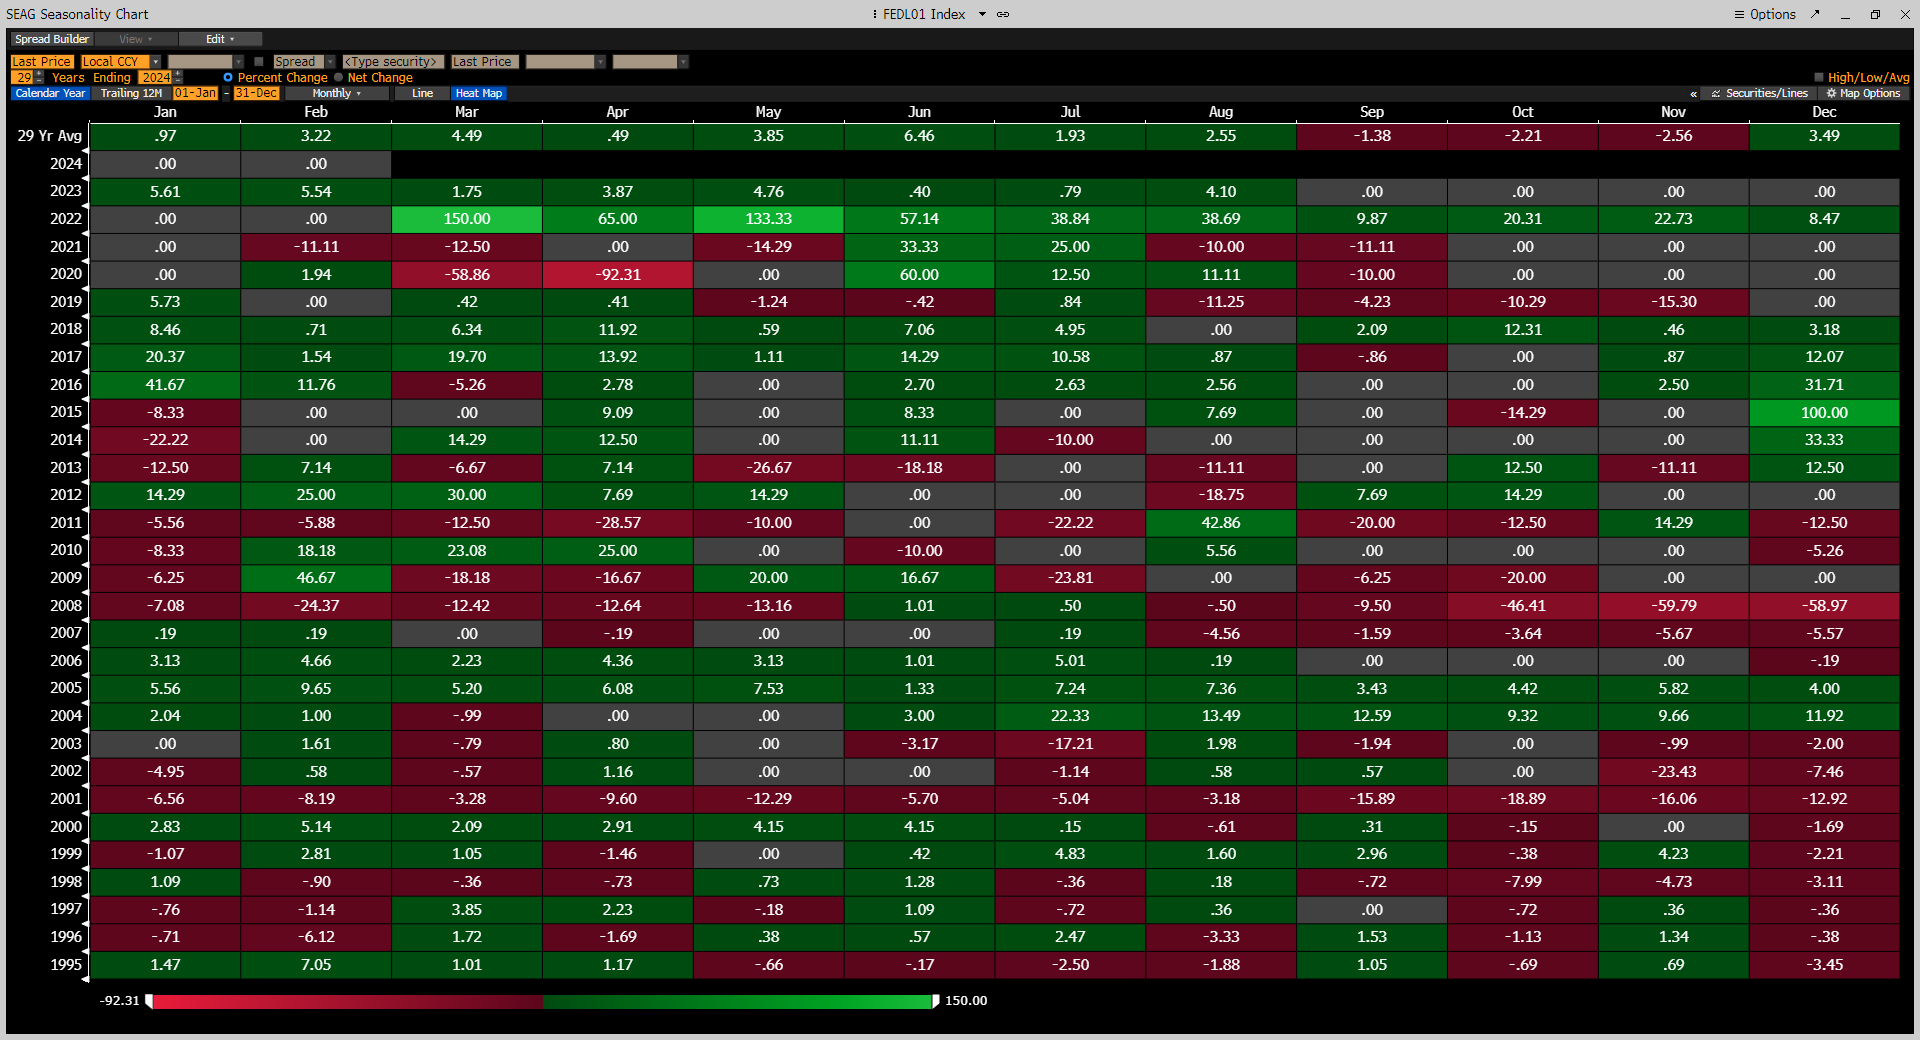 SEAG Seasonality Chart FEDL01 Index Options
Spread Builder View Edit
Last Price Local CCY Spread <Type security> Last Price
29 Years Ending 2024 Percent Change Net Change High/Low/Avg
Calendar Year Trailing 12M 01-Jan - 31-Dec Monthly Line Heat Map « Securities/Lines Map Options
Jan Feb Mar Apr May Jun Jul Aug Sep Oct Nov Dec
29 Yr Avg .97 3.22 4.49 .49 3.85 6.46 1.93 2.55 -1.38 -2.21 -2.56 3.49
2024 .00 .00
2023 5.61 5.54 1.75 3.87 4.76 .40 .79 4.10 .00 .00 .00 .00
2022 .00 .00 150.00 65.00 133.33 57.14 38.84 38.69 9.87 20.31 22.73 8.47
2021 .00 -11.11 -12.50 .00 -14.29 33.33 25.00 -10.00 -11.11 .00 .00 .00
2020 .00 1.94 -58.86 -92.31 .00 60.00 12.50 11.11 -10.00 .00 .00 .00
2019 5.73 .00 .42 .41 -1.24 -.42 .84 -11.25 -4.23 -10.29 -15.30 .00
2018 8.46 .71 6.34 11.92 .59 7.06 4.95 .00 2.09 12.31 .46 3.18
2017 20.37 1.54 19.70 13.92 1.11 14.29 10.58 .87 -.86 .00 .87 12.07
2016 41.67 11.76 -5.26 2.78 .00 2.70 2.63 2.56 .00 .00 2.50 31.71
2015 -8.33 .00 .00 9.09 .00 8.33 .00 7.69 .00 -14.29 .00 100.00
2014 -22.22 .00 14.29 12.50 .00 11.11 -10.00 .00 .00 .00 .00 33.33
2013 -12.50 7.14 -6.67 7.14 -26.67 -18.18 .00 -11.11 .00 12.50 -11.11 12.50
2012 14.29 25.00 30.00 7.69 14.29 .00 .00 -18.75 7.69 14.29 .00 .00
2011 -5.56 -5.88 -12.50 -28.57 -10.00 .00 -22.22 42.86 -20.00 -12.50 14.29 -12.50
2010 -8.33 18.18 23.08 25.00 .00 -10.00 .00 5.56 .00 .00 .00 -5.26
2009 -6.25 46.67 -18.18 -16.67 20.00 16.67 -23.81 .00 -6.25 -20.00 .00 .00
2008 -7.08 -24.37 -12.42 -12.64 -13.16 1.01 .50 -.50 -9.50 -46.41 -59.79 -58.97
2007 .19 .19 .00 -.19 .00 .00 .19 -4.56 -1.59 -3.64 -5.67 -5.57
2006 3.13 4.66 2.23 4.36 3.13 1.01 5.01 .19 .00 .00 .00 -.19
2005 5.56 9.65 5.20 6.08 7.53 1.33 7.24 7.36 3.43 4.42 5.82 4.00
2004 2.04 1.00 -.99 .00 .00 3.00 22.33 13.49 12.59 9.32 9.66 11.92
2003 .00 1.61 -.79 .80 .00 -3.17 -17.21 1.98 -1.94 .00 -.99 -2.00
2002 -4.95 .58 -.57 1.16 .00 .00 -1.14 .58 .57 .00 -23.43 -7.46
2001 -6.56 -8.19 -3.28 -9.60 -12.29 -5.70 -5.04 -3.18 -15.89 -18.89 -16.06 -12.92
2000 2.83 5.14 2.09 2.91 4.15 4.15 .15 -.61 .31 -.15 .00 -1.69
1999 -1.07 2.81 1.05 -1.46 .00 .42 4.83 1.60 2.96 -.38 4.23 -2.21
1998 1.09 -.90 -.36 -.73 .73 1.28 -.36 .18 -.72 -7.99 -4.73 -3.11
1997 -.76 -1.14 3.85 2.23 -.18 1.09 -.72 .36 .00 -.72 .36 -.36
1996 -.71 -6.12 1.72 -1.69 .38 .57 2.47 -3.33 1.53 -1.13 1.34 -.38
1995 1.47 7.05 1.01 1.17 -.66 -.17 -2.50 -1.88 1.05 -.69 .69 -3.45
-92.31 150.00